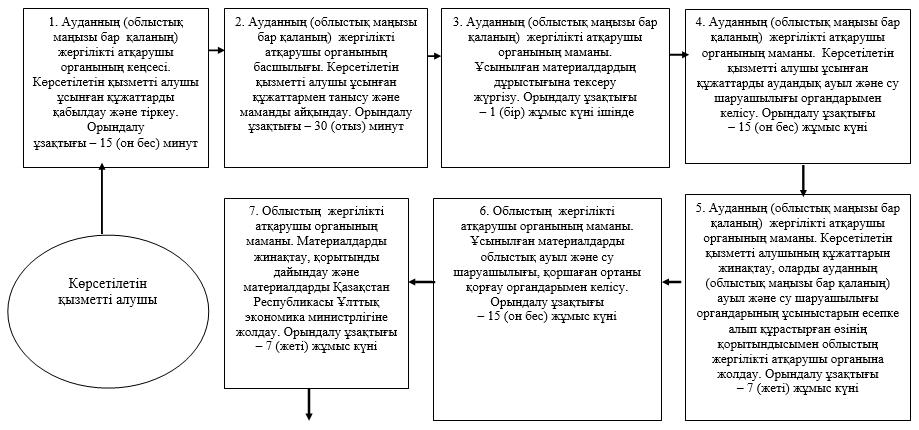 1. Ауданның (облыстық
маңызы бар қаланың)
жергілікті атқарушы
органының кеңсесі.
Көрсетілетін қызметті алушы
ұсынған құжаттарды
қабылдау және тіркеу.
Орындалу
ұзақтығы – 15 (он бес) минут
2. Ауданның (облыстық маңызы
бар қаланың) жергілікті
атқарушы органының
басшылығы. Көрсетілетін
қызметті алушы ұсынған
құжаттармен танысу және
маманды айқындау. Орындалу
ұзақтығы – 30 (отыз) минут
3. Ауданның (облыстық маңызы бар
қаланың) жергілікті атқарушы
органының маманы.
Ұсынылған материалдардың
дұрыстығына тексеру
жүргізу. Орындалу ұзақтығы
– 1 (бір) жұмыс күні ішінде
4. Ауданның (облыстық маңызы бар
қаланың) жергілікті атқарушы
органының маманы. Көрсетілетін
қызметті алушы ұсынған
құжаттарды аудандық ауыл және су
шаруашылығы органдарымен
келісу. Орындалу ұзақтығы
– 15 (он бес) жұмыс күні
5. Ауданның (облыстық маңызы бар
қаланың) жергілікті атқарушы
органының маманы. Көрсетілетін
қызметті алушының құжаттарын
жинақтау, оларды ауданның
(облыстық маңызы бар қаланың)
ауыл және су шаруашылығы
органдарының ұсыныстарын есепке
алып құрастырған өзінің
қорытындысымен облыстың
жергілікті атқарушы органына
жолдау. Орындалу ұзақтығы
– 7 (жеті) жұмыс күні
6. Облыстың жергілікті
атқарушы органының маманы.
Ұсынылған материалдарды
облыстық ауыл және су
шаруашылығы, қоршаған ортаны
қорғау органдарымен келісу.
Орындалу ұзақтығы
– 15 (он бес) жұмыс күні
7. Облыстың жергілікті
атқарушы органының
маманы. Материалдарды
жинақтау, қорытынды
дайындау және
материалдарды Қазақстан
Республикасы Ұлттық
экономика министрлігіне
жолдау. Орындалу ұзақтығы
– 7 (жеті) жұмыс күні
Көрсетілетін
қызметті алушы